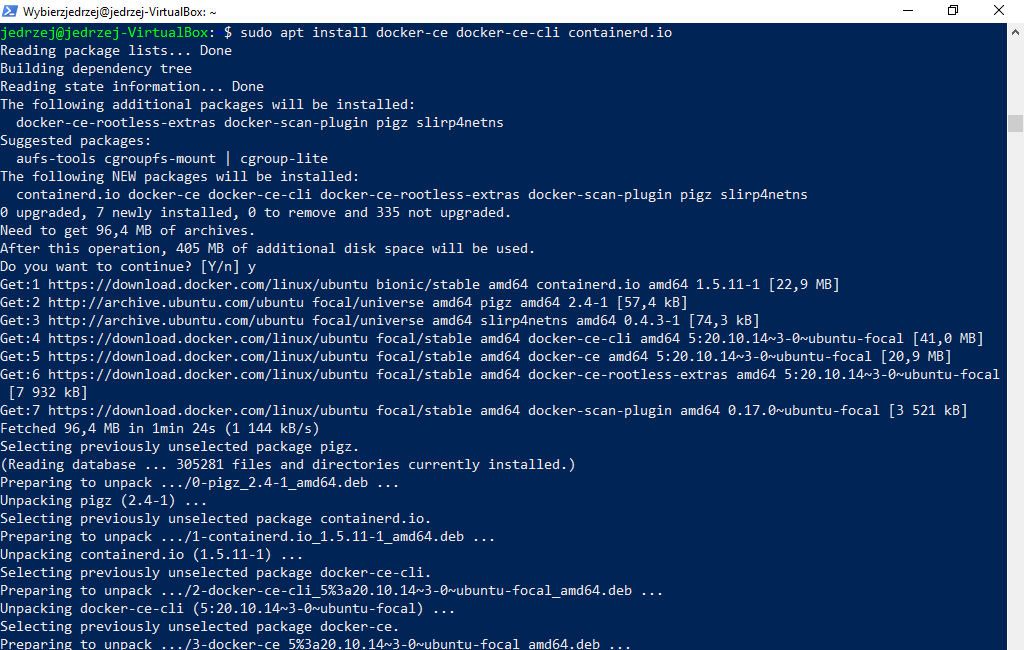 Wybierzjedrzej@jedrzej-VirtualBox: ~
jedrzej@jedrzej-VirtualBox: $ sudo apt install docker-ce docker-ce-cli containerd.io
Reading package lists... Done
Building dependency tree
Reading state information... Done
The following additional packages will be installed:
  docker-ce-rootless-extras docker-scan-plugin pigz slirp4netns
Suggested packages:
  aufs-tools cgroupfs-mount | cgroup-lite
The following NEW packages will be installed:
  containerd.io docker-ce docker-ce-cli docker-ce-rootless-extras docker-scan-plugin pigz slirp4netns
0 upgraded, 7 newly installed, 0 to remove and 335 not upgraded.
Need to get 96,4 MB of archives.
After this operation, 405 MB of additional disk space will be used.
Do you want to continue? [Y/n] y
Get:1 https://download.docker.com/linux/ubuntu bionic/stable amd64 containerd.io amd64 1.5.11-1 [22,9 MB]
Get:2 http://archive.ubuntu.com/ubuntu focal/universe amd64 pigz amd64 2.4-1 [57,4 kB]
Get:3 http://archive.ubuntu.com/ubuntu focal/universe amd64 slirp4netns amd64 0.4.3-1 [74,3 kB]
Get:4 https://download.docker.com/linux/ubuntu focal/stable amd64 docker-ce-cli amd64 5:20.10.14~3-0~ubuntu-focal [41,0 MB]
Get:5 https://download.docker.com/linux/ubuntu focal/stable amd64 docker-ce amd64 5:20.10.14~3-0~ubuntu-focal [20,9 MB]
Get:6 https://download.docker.com/linux/ubuntu focal/stable amd64 docker-ce-rootless-extras amd64 5:20.10.14~3-0~ubuntu-focal
 [7 932 kB]
Get:7 https://download.docker.com/linux/ubuntu focal/stable amd64 docker-scan-plugin amd64 0.17.0~ubuntu-focal [3 521 kB]
Fetched 96,4 MB in 1min 24s (1 144 kB/s)
Selecting previously unselected package pigz.
(Reading database ... 305281 files and directories currently installed.)
Preparing to unpack .../0-pigz_2.4-1_amd64.deb ...
Unpacking pigz (2.4-1) ...
Selecting previously unselected package containerd.io.
Preparing to unpack .../1-containerd.io_1.5.11-1_amd64.deb ...
Unpacking containerd.io (1.5.11-1) ...
Selecting previously unselected package docker-ce-cli.
Preparing to unpack .../2-docker-ce-cli_5%3a20.10.14~3-0~ubuntu-focal_amd64.deb ...
Unpacking docker-ce-cli (5:20.10.14~3-0~ubuntu-focal) ...
Selecting previously unselected package docker-ce.
Preparing to unpack .../3-docker-ce_5%3a20.10.14~3-0~ubuntu-focal_amd64.deb ...